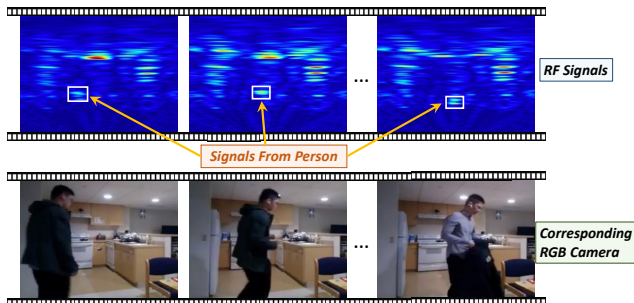 ...
RF Signals
Signals From Person
...
Corresponding
RGB Camera